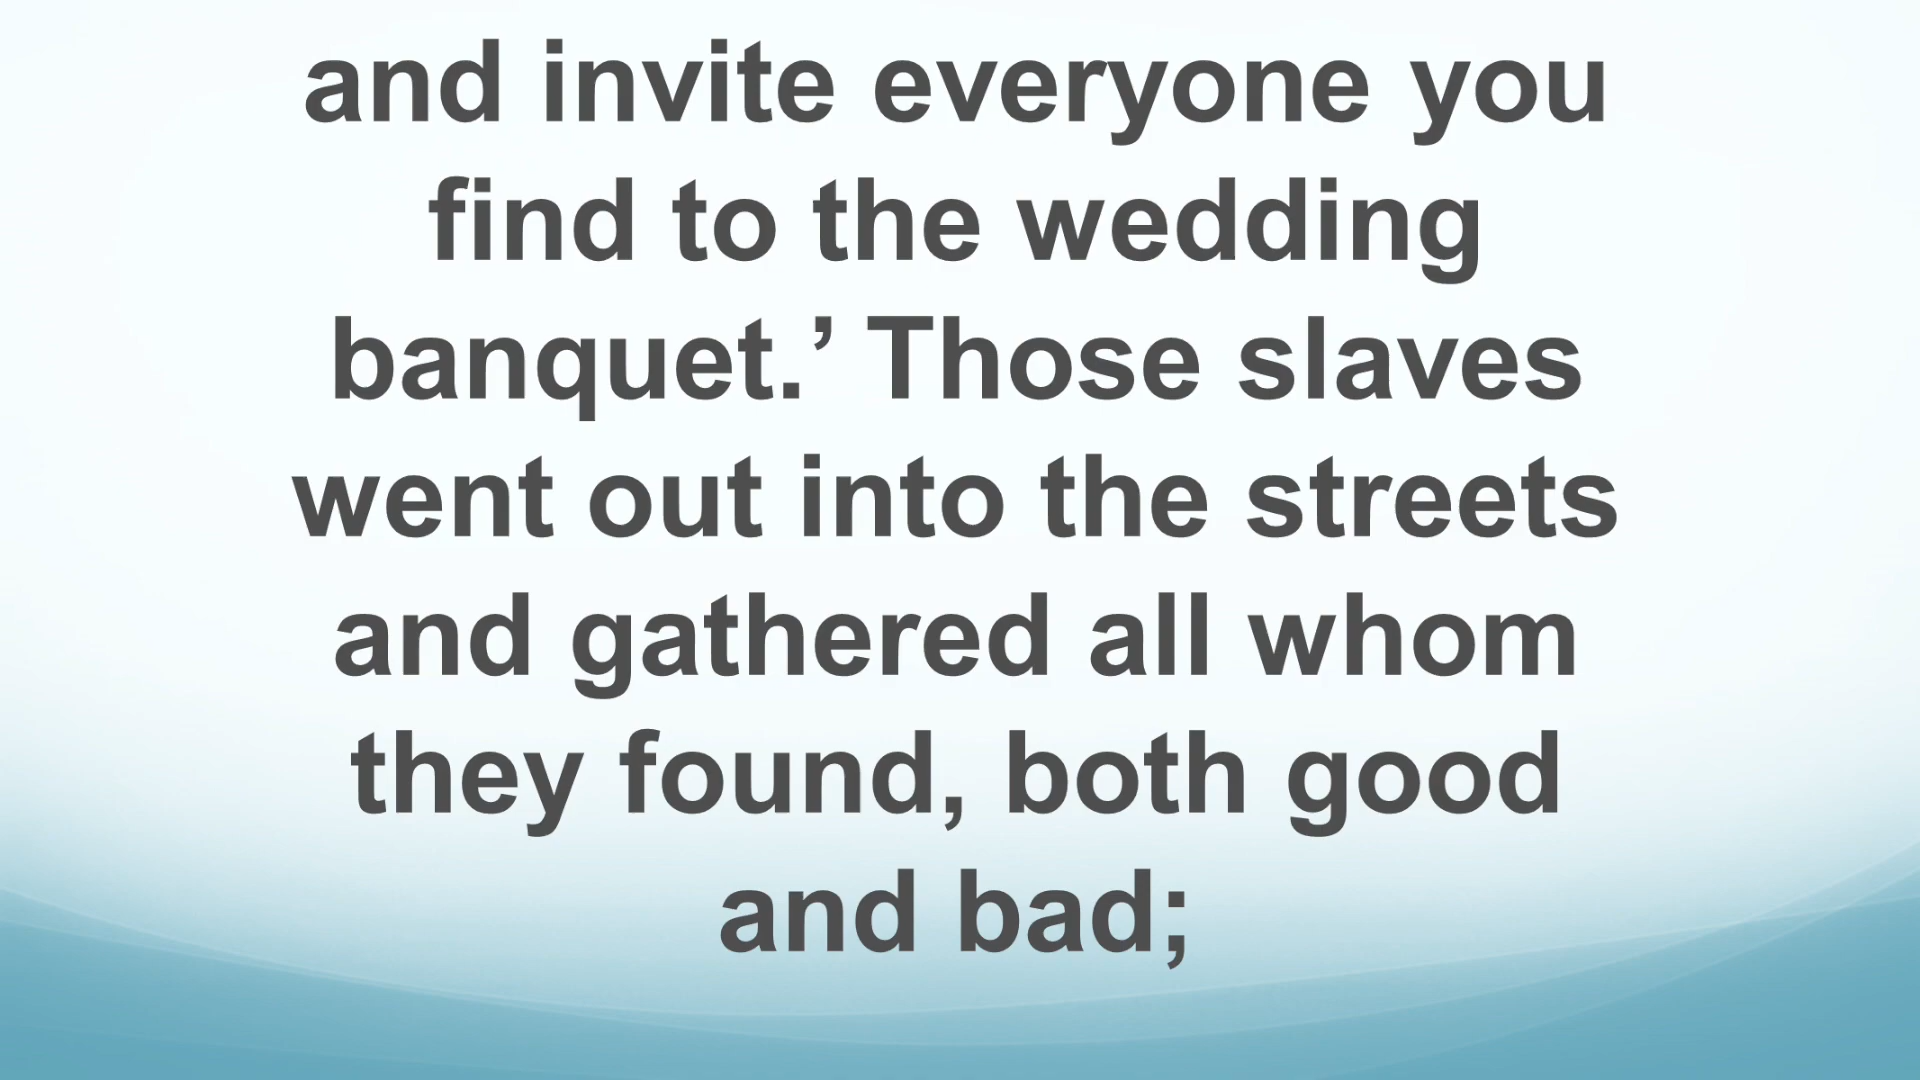 and invite everyone you
find to the wedding
banquet.’ Those slaves
went out into the streets
and gathered all whom
they found, both good
and bad;